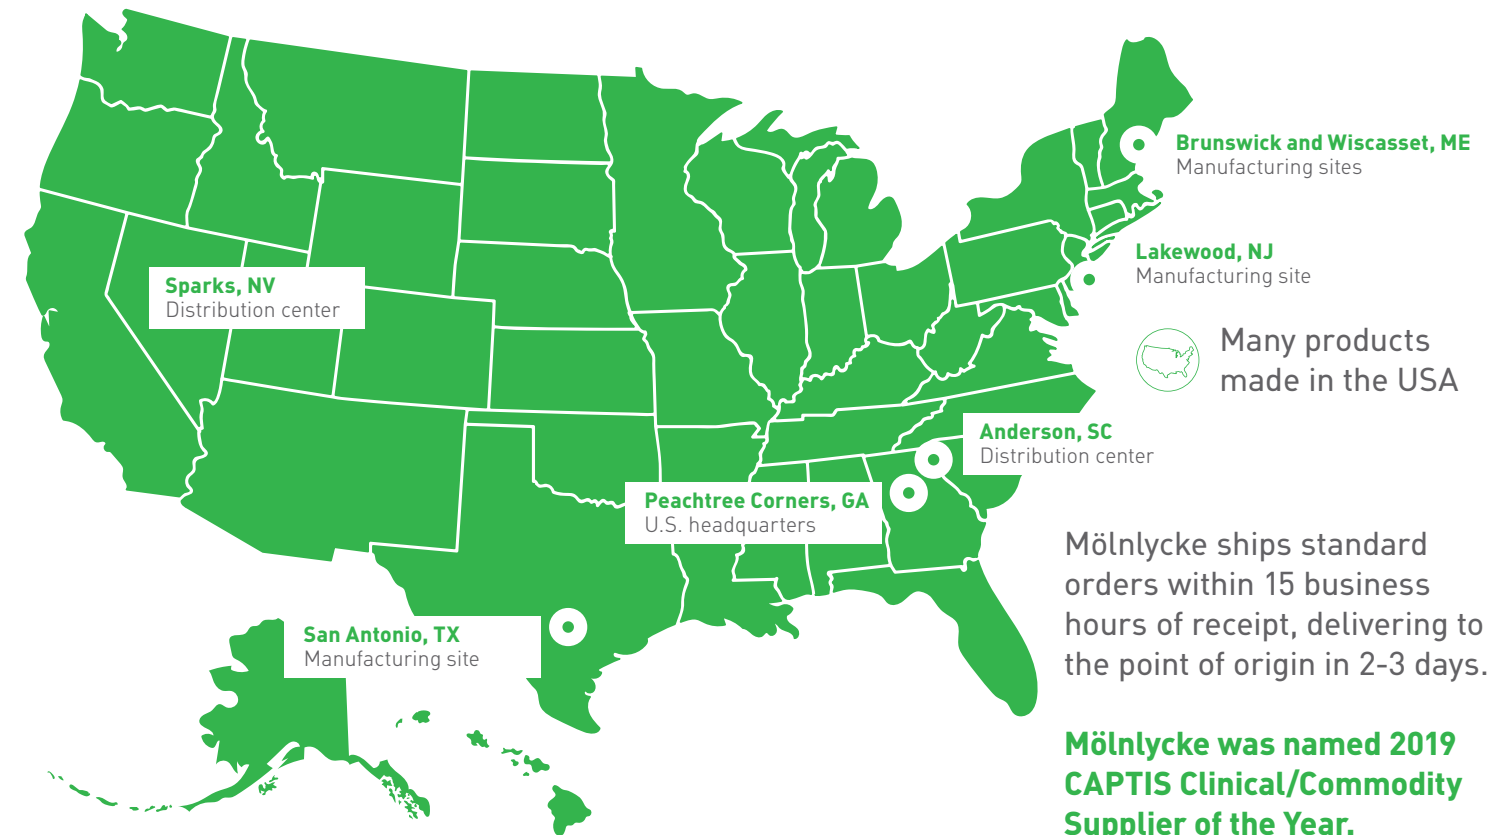 Brunswick and Wiscasset, ME
Manufacturing sites
Lakewood, NJ
Manufacturing site
Sparks, NV
Distribution center
Many products
made in the USA
Anderson, SC
Distribution center
Peachtree Corners, GA
U.S. headquarters
San Antonio, TX
Manufacturing site
Mölnlycke ships standard
orders within 15 business
hours of receipt, delivering to
the point of origin in 2-3 days.
Mölnlycke was named 2019
CAPTIS Clinical/Commodity
Supplier of the Year.